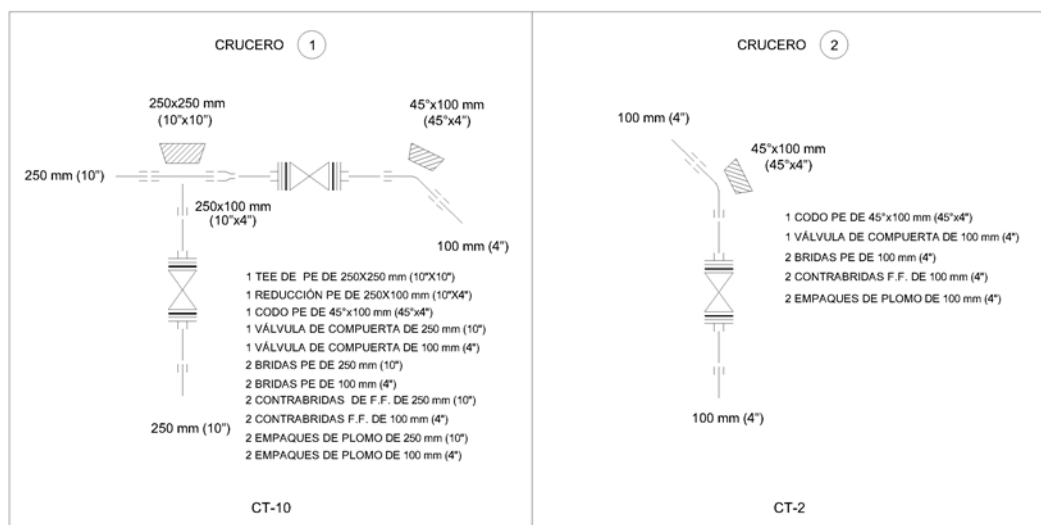 CRUCERO 1
250x250 mm
(10"x10")
45°x100 mm
(45°x4")
250 mm (10")
250x100 mm
(10"x4")
100 mm (4")
1 TEE DE PE DE 250X250 mm (10"X10")
1 REDUCCIÓN PE DE 250X100 mm (10"X4")
1 CODO PE DE 45°x100 mm (45°x4")
1 VÁLVULA DE COMPUERTA DE 250 mm (10")
1 VÁLVULA DE COMPUERTA DE 100 mm (4")
2 BRIDAS PE DE 250 mm (10")
2 BRIDAS PE DE 100 mm (4")
2 CONTRABRIDAS DE F.F. DE 250 mm (10")
2 CONTRABRIDAS F.F. DE 100 mm (4")
2 EMPAQUES DE PLOMO DE 250 mm (10")
2 EMPAQUES DE PLOMO DE 100 mm (4")
250 mm (10")
CT-10
CRUCERO 2
100 mm (4")
45°x100 mm
(45°x4")
1 CODO PE DE 45°x100 mm (45°x4")
1 VÁLVULA DE COMPUERTA DE 100 mm (4")
2 BRIDAS PE DE 100 mm (4")
2 CONTRABRIDAS F.F. DE 100 mm (4")
2 EMPAQUES DE PLOMO DE 100 mm (4")
100 mm (4")
CT-2